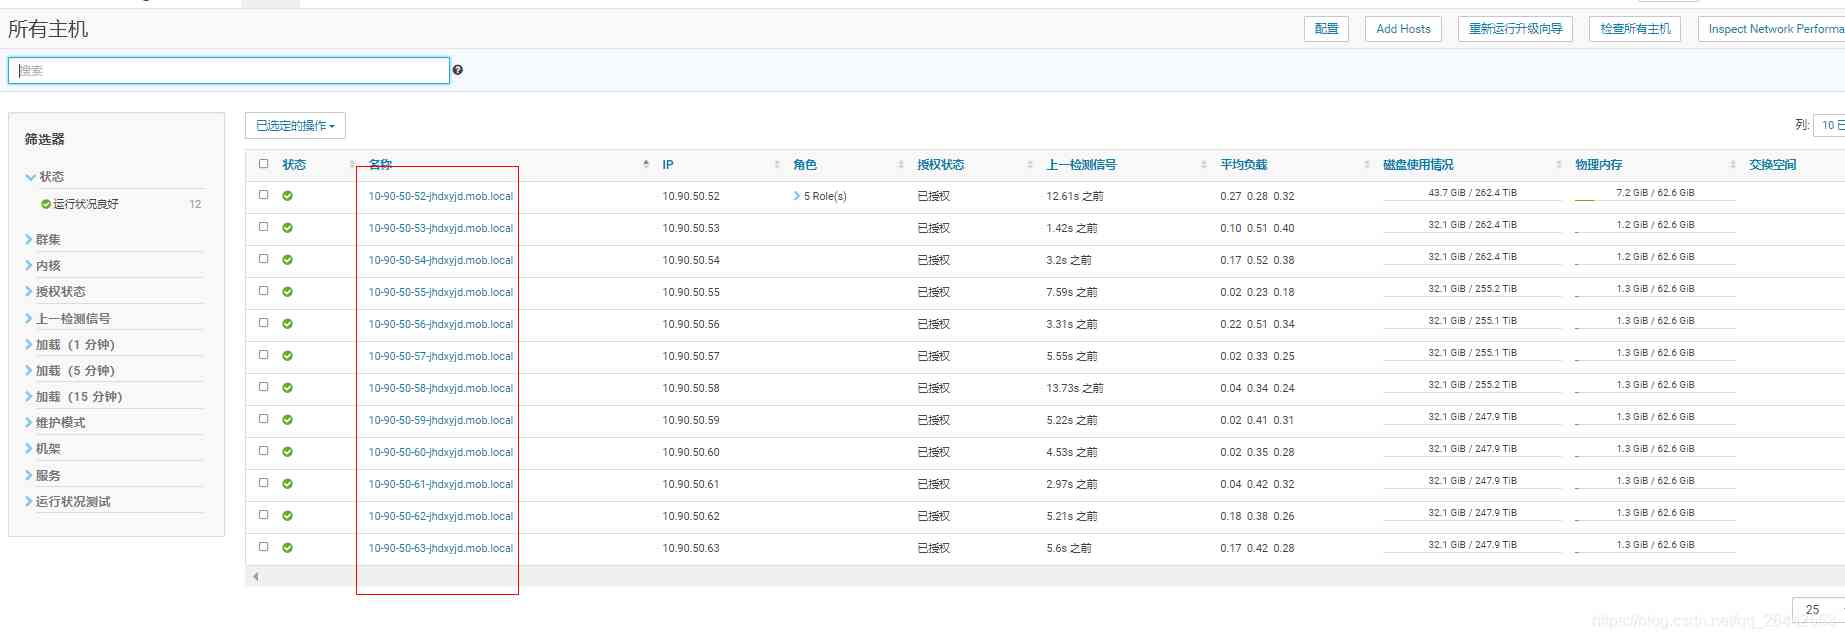 所有主机
配置 Add Hosts 重新运行升级向导 检查所有主机 Inspect Network Performa
搜索
筛选器
状态
运行状况良好 12
群集
内核
授权状态
上一检测信号
加载（1 分钟）
加载（5 分钟）
加载（15 分钟）
维护模式
机架
服务
运行状况测试
已选定的操作
列: 10 已
状态 名称 IP 角色 授权状态 上一检测信号 平均负载 磁盘使用情况 物理内存 交换空间
10-90-50-52-jhdxyjd.mob.local 10.90.50.52 5 Role(s) 已授权 12.61s 之前 0.27 0.28 0.32 43.7 GiB / 262.4 TiB 7.2 GiB / 62.6 GiB
10-90-50-53-jhdxyjd.mob.local 10.90.50.53 已授权 1.42s 之前 0.10 0.51 0.40 32.1 GiB / 262.4 TiB 1.2 GiB / 62.6 GiB
10-90-50-54-jhdxyjd.mob.local 10.90.50.54 已授权 3.2s 之前 0.17 0.52 0.38 32.1 GiB / 262.4 TiB 1.2 GiB / 62.6 GiB
10-90-50-55-jhdxyjd.mob.local 10.90.50.55 已授权 7.59s 之前 0.02 0.23 0.18 32.1 GiB / 255.2 TiB 1.3 GiB / 62.6 GiB
10-90-50-56-jhdxyjd.mob.local 10.90.50.56 已授权 3.31s 之前 0.22 0.51 0.34 32.1 GiB / 255.1 TiB 1.3 GiB / 62.6 GiB
10-90-50-57-jhdxyjd.mob.local 10.90.50.57 已授权 5.55s 之前 0.02 0.33 0.25 32.1 GiB / 255.1 TiB 1.3 GiB / 62.6 GiB
10-90-50-58-jhdxyjd.mob.local 10.90.50.58 已授权 13.73s 之前 0.04 0.34 0.24 32.1 GiB / 255.2 TiB 1.3 GiB / 62.6 GiB
10-90-50-59-jhdxyjd.mob.local 10.90.50.59 已授权 5.22s 之前 0.02 0.41 0.31 32.1 GiB / 247.9 TiB 1.3 GiB / 62.6 GiB
10-90-50-60-jhdxyjd.mob.local 10.90.50.60 已授权 4.53s 之前 0.02 0.35 0.28 32.1 GiB / 247.9 TiB 1.3 GiB / 62.6 GiB
10-90-50-61-jhdxyjd.mob.local 10.90.50.61 已授权 2.97s 之前 0.04 0.42 0.32 32.1 GiB / 247.9 TiB 1.3 GiB / 62.6 GiB
10-90-50-62-jhdxyjd.mob.local 10.90.50.62 已授权 5.21s 之前 0.18 0.38 0.26 32.1 GiB / 247.9 TiB 1.3 GiB / 62.6 GiB
10-90-50-63-jhdxyjd.mob.local 10.90.50.63 已授权 5.6s 之前 0.17 0.42 0.28 32.1 GiB / 247.9 TiB 1.3 GiB / 62.6 GiB
25